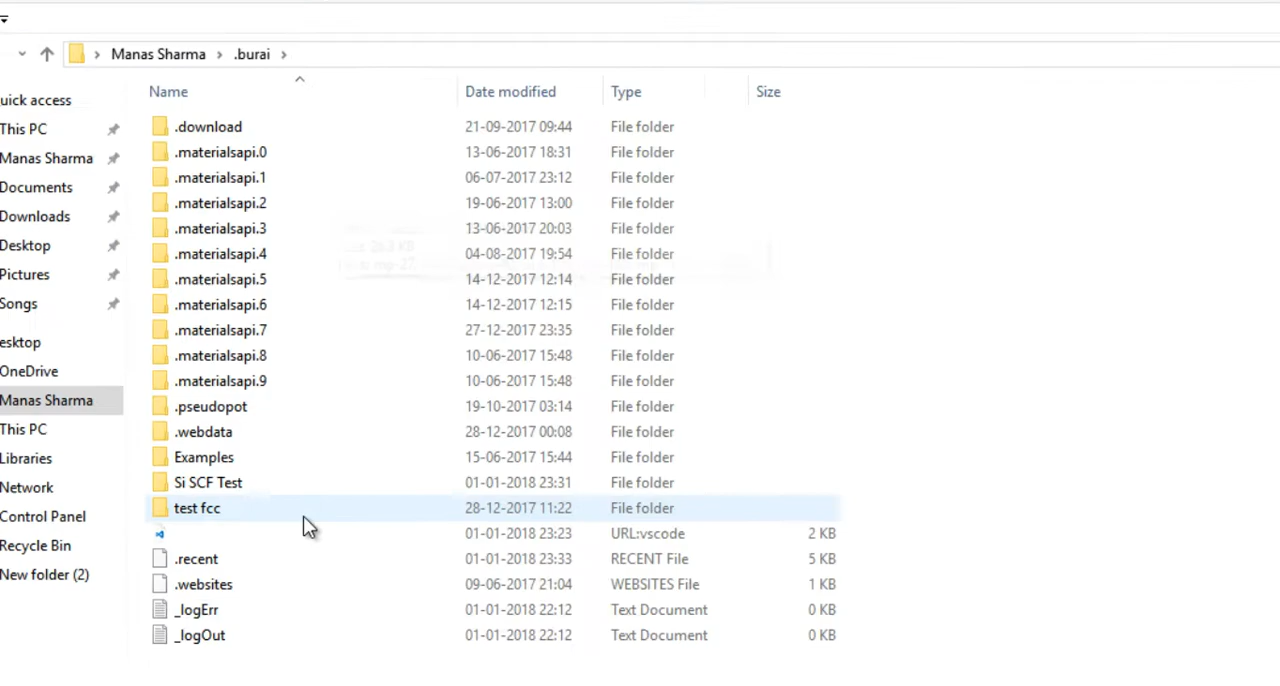 Manas Sharma > .burai >
Name Date modified Type Size
uick access
This PC
Manas Sharma
Documents
Downloads
Desktop
Pictures
Songs
esktop
OneDrive
Manas Sharma
This PC
Libraries
Network
Control Panel
Recycle Bin
New folder (2)
.download 21-09-2017 09:44 File folder
.materialsapi.0 13-06-2017 18:31 File folder
.materialsapi.1 06-07-2017 23:12 File folder
.materialsapi.2 19-06-2017 13:00 File folder
.materialsapi.3 13-06-2017 20:03 File folder
.materialsapi.4 04-08-2017 19:54 File folder
.materialsapi.5 14-12-2017 12:14 File folder
.materialsapi.6 14-12-2017 12:15 File folder
.materialsapi.7 27-12-2017 23:35 File folder
.materialsapi.8 10-06-2017 15:48 File folder
.materialsapi.9 10-06-2017 15:48 File folder
.pseudopot 19-10-2017 03:14 File folder
.webdata 28-12-2017 00:08 File folder
Examples 15-06-2017 15:44 File folder
Si SCF Test 01-01-2018 23:31 File folder
test fcc 28-12-2017 11:22 File folder
01-01-2018 23:23 URL:vscode 2 KB
.recent 01-01-2018 23:33 RECENT File 5 KB
.websites 09-06-2017 21:04 WEBSITES File 1 KB
_logErr 01-01-2018 22:12 Text Document 0 KB
_logOut 01-01-2018 22:12 Text Document 0 KB